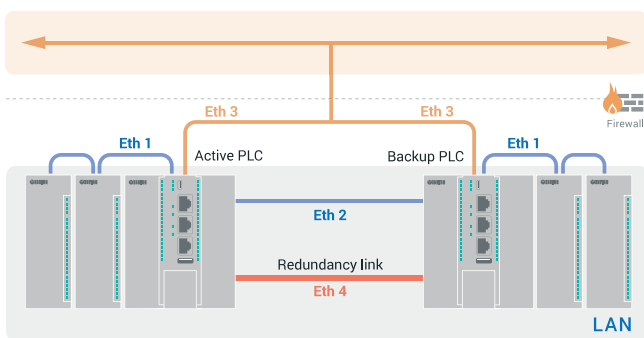 Eth 3
Eth 3
Firewall
Eth 1
Active PLC
Backup PLC
Eth 1
Eth 2
Redundancy link
Eth 4
LAN